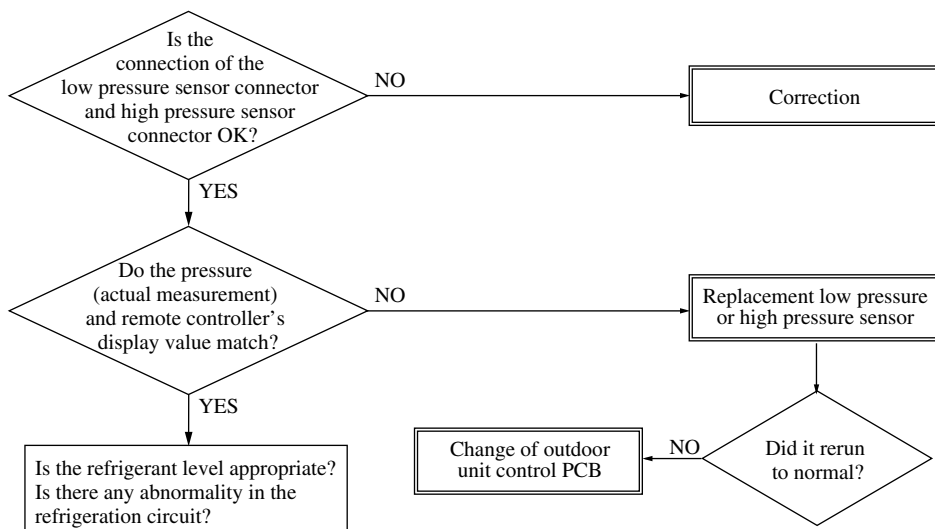 Is the
connection of the
low pressure sensor connector
and high pressure sensor
connector OK?
NO
Correction
YES
Do the pressure
(actual measurement)
and remote controller's
display value match?
NO
Replacement low pressure
or high pressure sensor
YES
Is the refrigerant level appropriate?
Is there any abnormality in the
refrigeration circuit?
Change of outdoor
unit control PCB
NO
Did it rerun
to normal?